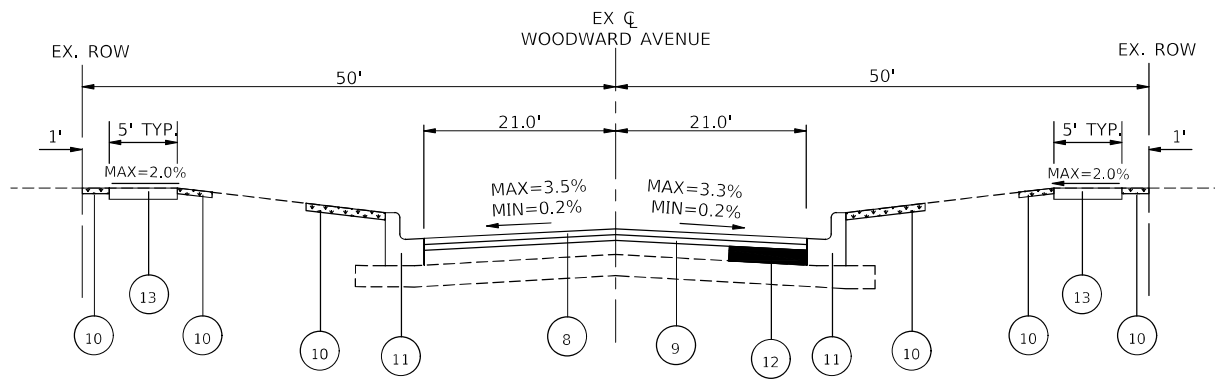 EX ℄
WOODWARD AVENUE
EX. ROW
EX. ROW
50'
50'
21.0'
21.0'
1'
5' TYP.
5' TYP.
1'
MAX=2.0%
MAX=2.0%
MAX=3.5%
MIN=0.2%
MAX=3.3%
MIN=0.2%
10
13
10
10
11
8
9
12
11
10
10
13
10